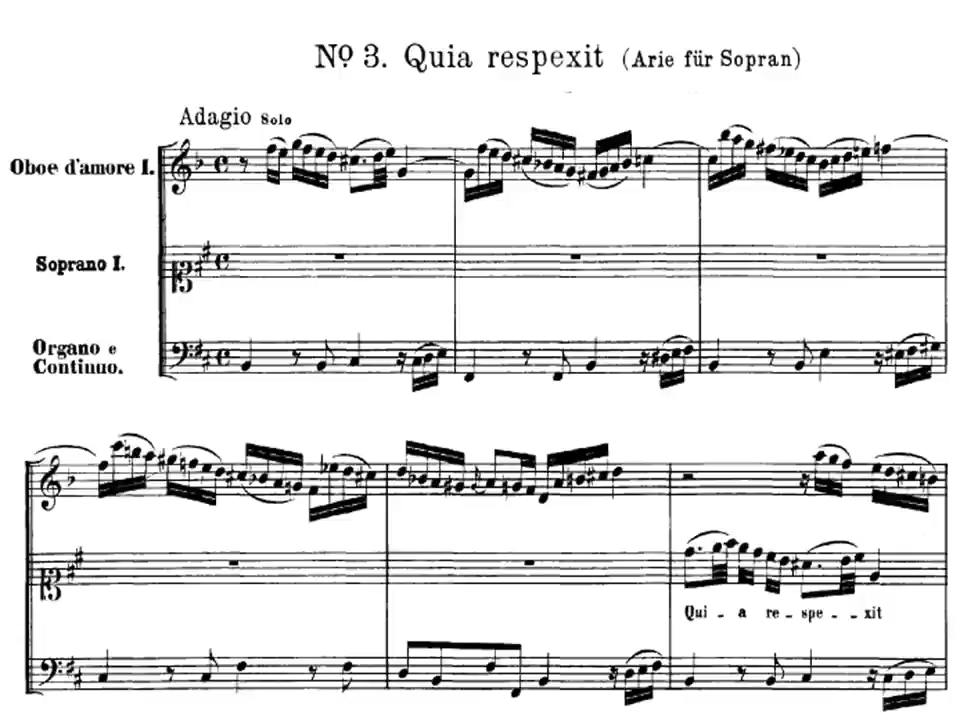 Nº 3. Quia respexit (Arie für Sopran)
Adagio Solo
Oboe d'amore I.
Soprano I.
Organo e
Continuo.
Qui - a re - spe - - xit